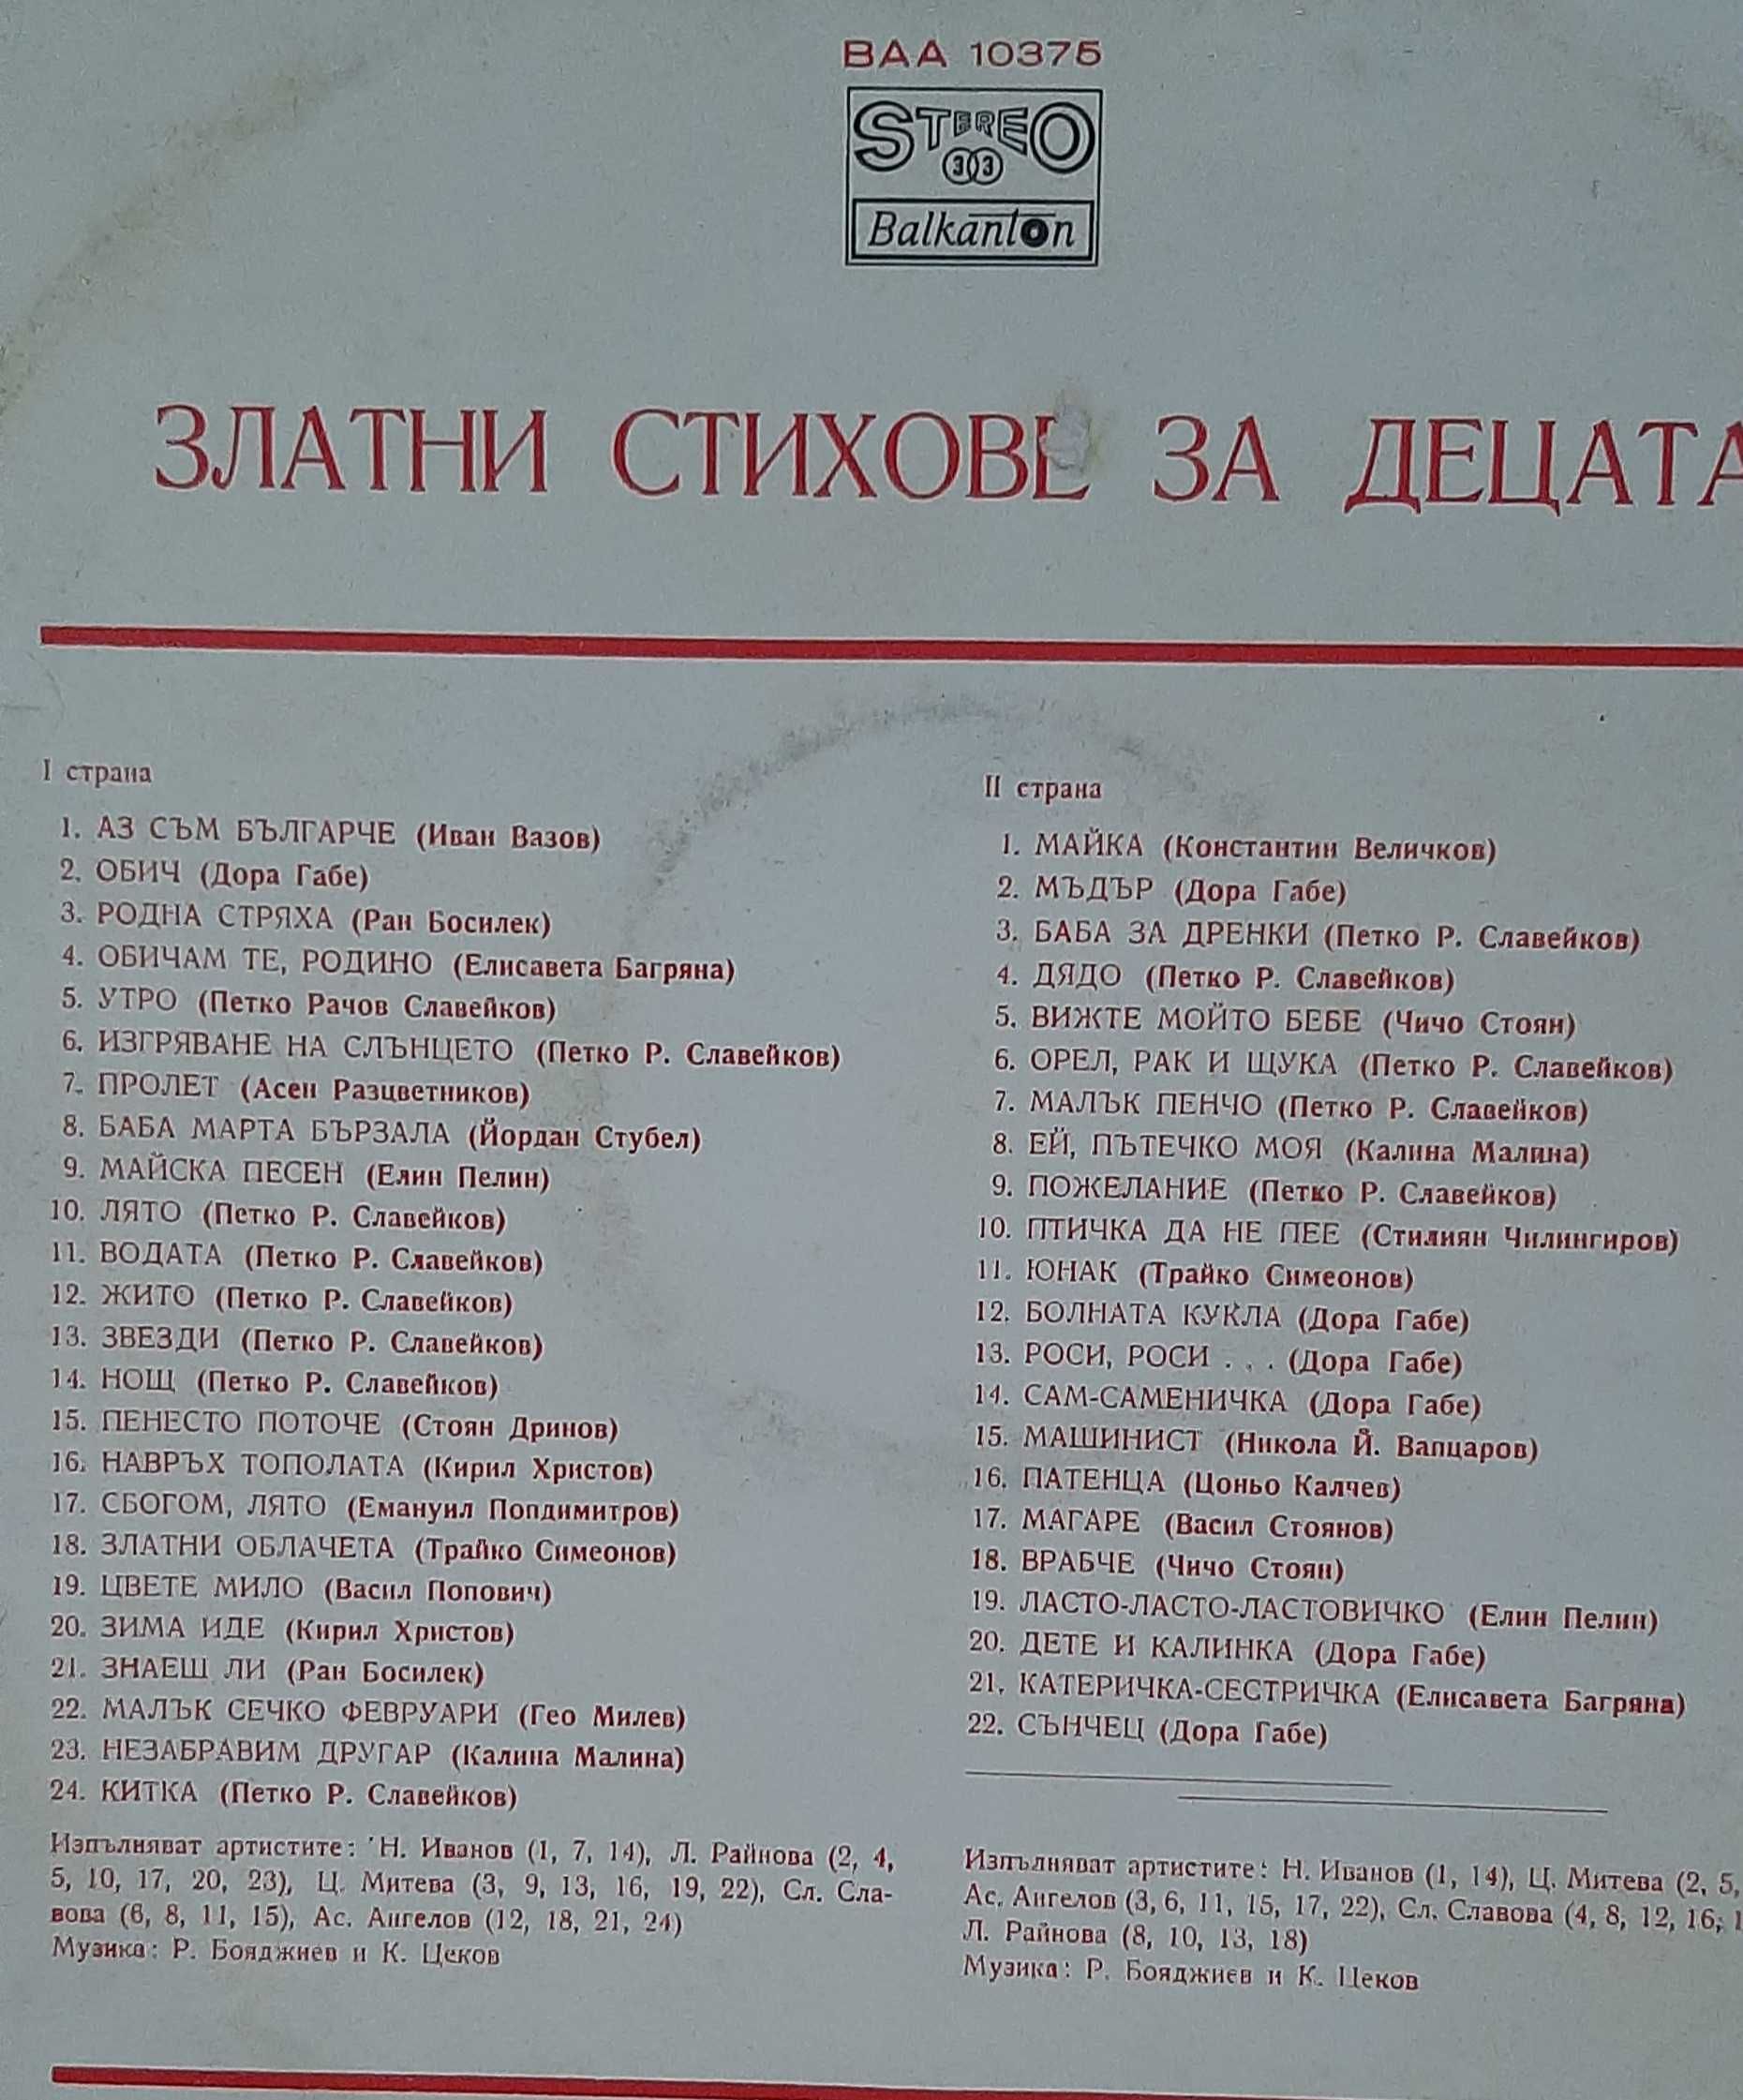 ВАА 10375
STEREO
33
Balkanton
ЗЛАТНИ СТИХОВЕ ЗА ДЕЦАТА
I страна
1. АЗ СЪМ БЪЛГАРЧЕ (Иван Вазов)
2. ОБИЧ (Дора Габе)
3. РОДНА СТРЯХА (Ран Босилек)
4. ОБИЧАМ ТЕ, РОДИНО (Елисавета Багряна)
5. УТРО (Петко Рачов Славейков)
6. ИЗГРЯВАНЕ НА СЛЪНЦЕТО (Петко Р. Славейков)
7. ПРОЛЕТ (Асен Разцветников)
8. БАБА МАРТА БЪРЗАЛА (Йордан Стубел)
9. МАЙСКА ПЕСЕН (Елин Пелин)
10. ЛЯТО (Петко Р. Славейков)
11. ВОДАТА (Петко Р. Славейков)
12. ЖИТО (Петко Р. Славейков)
13. ЗВЕЗДИ (Петко Р. Славейков)
14. НОЩ (Петко Р. Славейков)
15. ПЕНЕСТО ПОТОЧЕ (Стоян Дринов)
16. НАВРЪХ ТОПОЛАТА (Кирил Христов)
17. СБОГОМ, ЛЯТО (Емануил Попдимитров)
18. ЗЛАТНИ ОБЛАЧЕТА (Трайко Симеонов)
19. ЦВЕТЕ МИЛО (Васил Попович)
20. ЗИМА ИДЕ (Кирил Христов)
21. ЗНАЕШ ЛИ (Ран Босилек)
22. МАЛЪК СЕЧКО ФЕВРУАРИ (Гео Милев)
23. НЕЗАБРАВИМ ДРУГАР (Калина Малина)
24. КИТКА (Петко Р. Славейков)
Изпълняват артистите: Н. Иванов (1, 7, 14), Л. Райнова (2, 4,
5, 10, 17, 20, 23), Ц. Митева (3, 9, 13, 16, 19, 22), Сл. Сла-
вова (6, 8, 11, 15), Ас. Ангелов (12, 18, 21, 24)
Музика: Р. Бояджиев и К. Цеков
II страна
1. МАЙКА (Константин Величков)
2. МЪДЪР (Дора Габе)
3. БАБА ЗА ДРЕНКИ (Петко Р. Славейков)
4. ДЯДО (Петко Р. Славейков)
5. ВИЖТЕ МОЙТО БЕБЕ (Чичо Стоян)
6. ОРЕЛ, РАК И ЩУКА (Петко Р. Славейков)
7. МАЛЪК ПЕНЧО (Петко Р. Славейков)
8. ЕЙ, ПЪТЕЧКО МОЯ (Калина Малина)
9. ПОЖЕЛАНИЕ (Петко Р. Славейков)
10. ПТИЧКА ДА НЕ ПЕЕ (Стилиян Чилингиров)
11. ЮНАК (Трайко Симеонов)
12. БОЛНАТА КУКЛА (Дора Габе)
13. РОСИ, РОСИ . . . (Дора Габе)
14. САМ-САМЕНИЧКА (Дора Габе)
15. МАШИНИСТ (Никола Й. Вапцаров)
16. ПАТЕНЦА (Цоньо Калчев)
17. МАГАРЕ (Васил Стоянов)
18. ВРАБЧЕ (Чичо Стоян)
19. ЛАСТО-ЛАСТО-ЛАСТОВИЧКО (Елин Пелин)
20. ДЕТЕ И КАЛИНКА (Дора Габе)
21. КАТЕРИЧКА-СЕСТРИЧКА (Елисавета Багряна)
22. СЪНЧЕЦ (Дора Габе)
Изпълняват артистите: Н. Иванов (1, 14), Ц. Митева (2, 5,
Ас. Ангелов (3, 6, 11, 15, 17, 22), Сл. Славова (4, 8, 12, 16,
Л. Райнова (8, 10, 13, 18)
Музика: Р. Бояджиев и К. Цеков